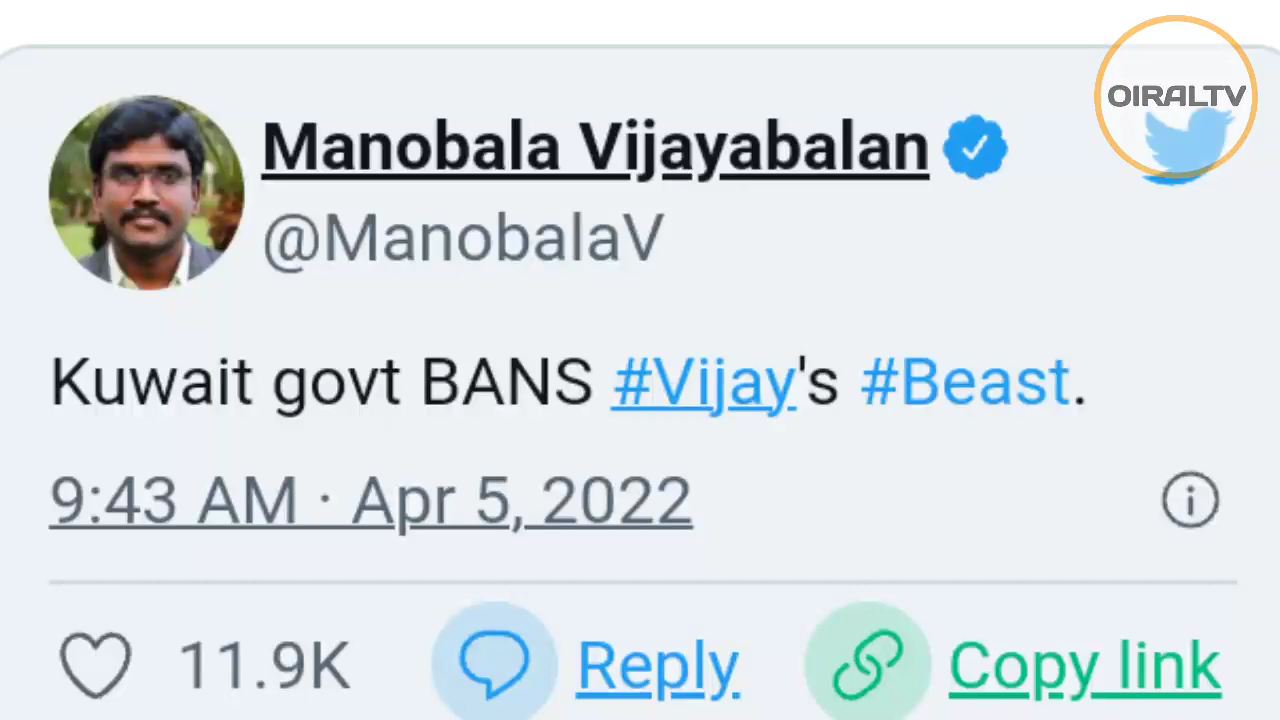 OIRALTV
Manobala Vijayabalan
@ManobalaV
Kuwait govt BANS #Vijay's #Beast.
9:43 AM · Apr 5, 2022
11.9K Reply Copy link